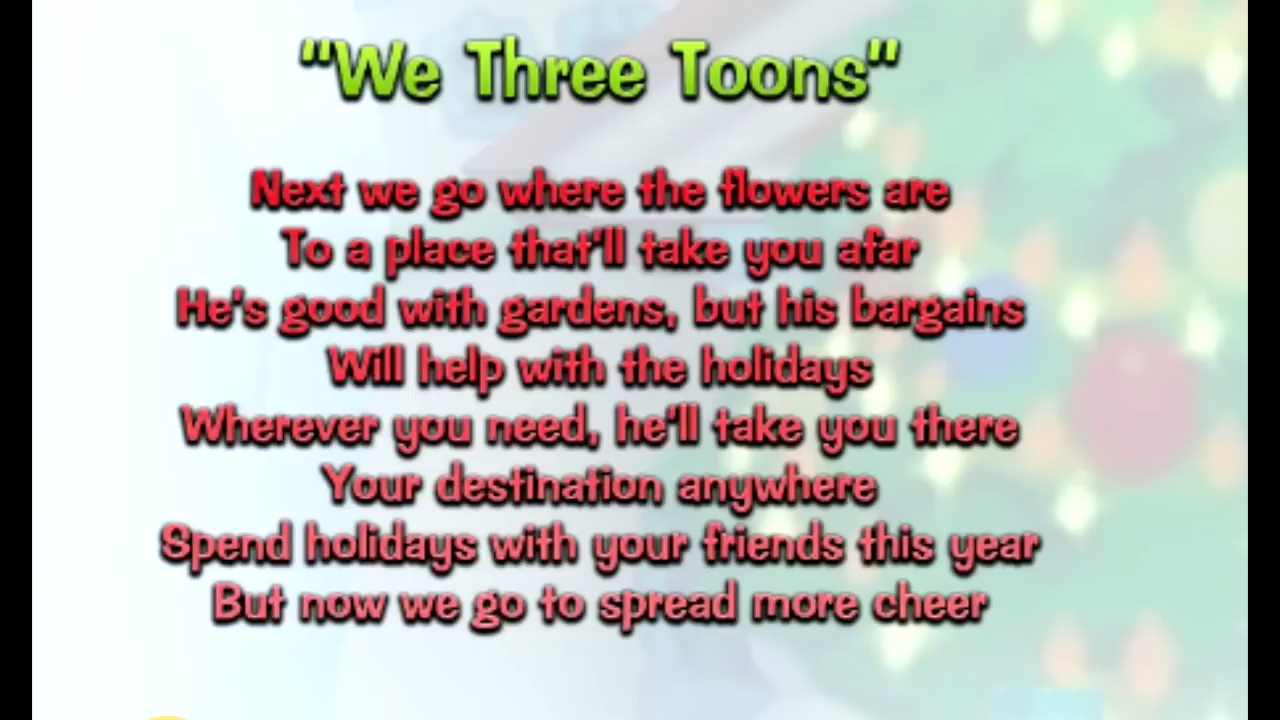 "We Three Toons"
Next we go where the flowers are
To a place that'll take you afar
He's good with gardens, but his bargains
Will help with the holidays
Wherever you need, he'll take you there
Your destination anywhere
Spend holidays with your friends this year
But now we go to spread more cheer